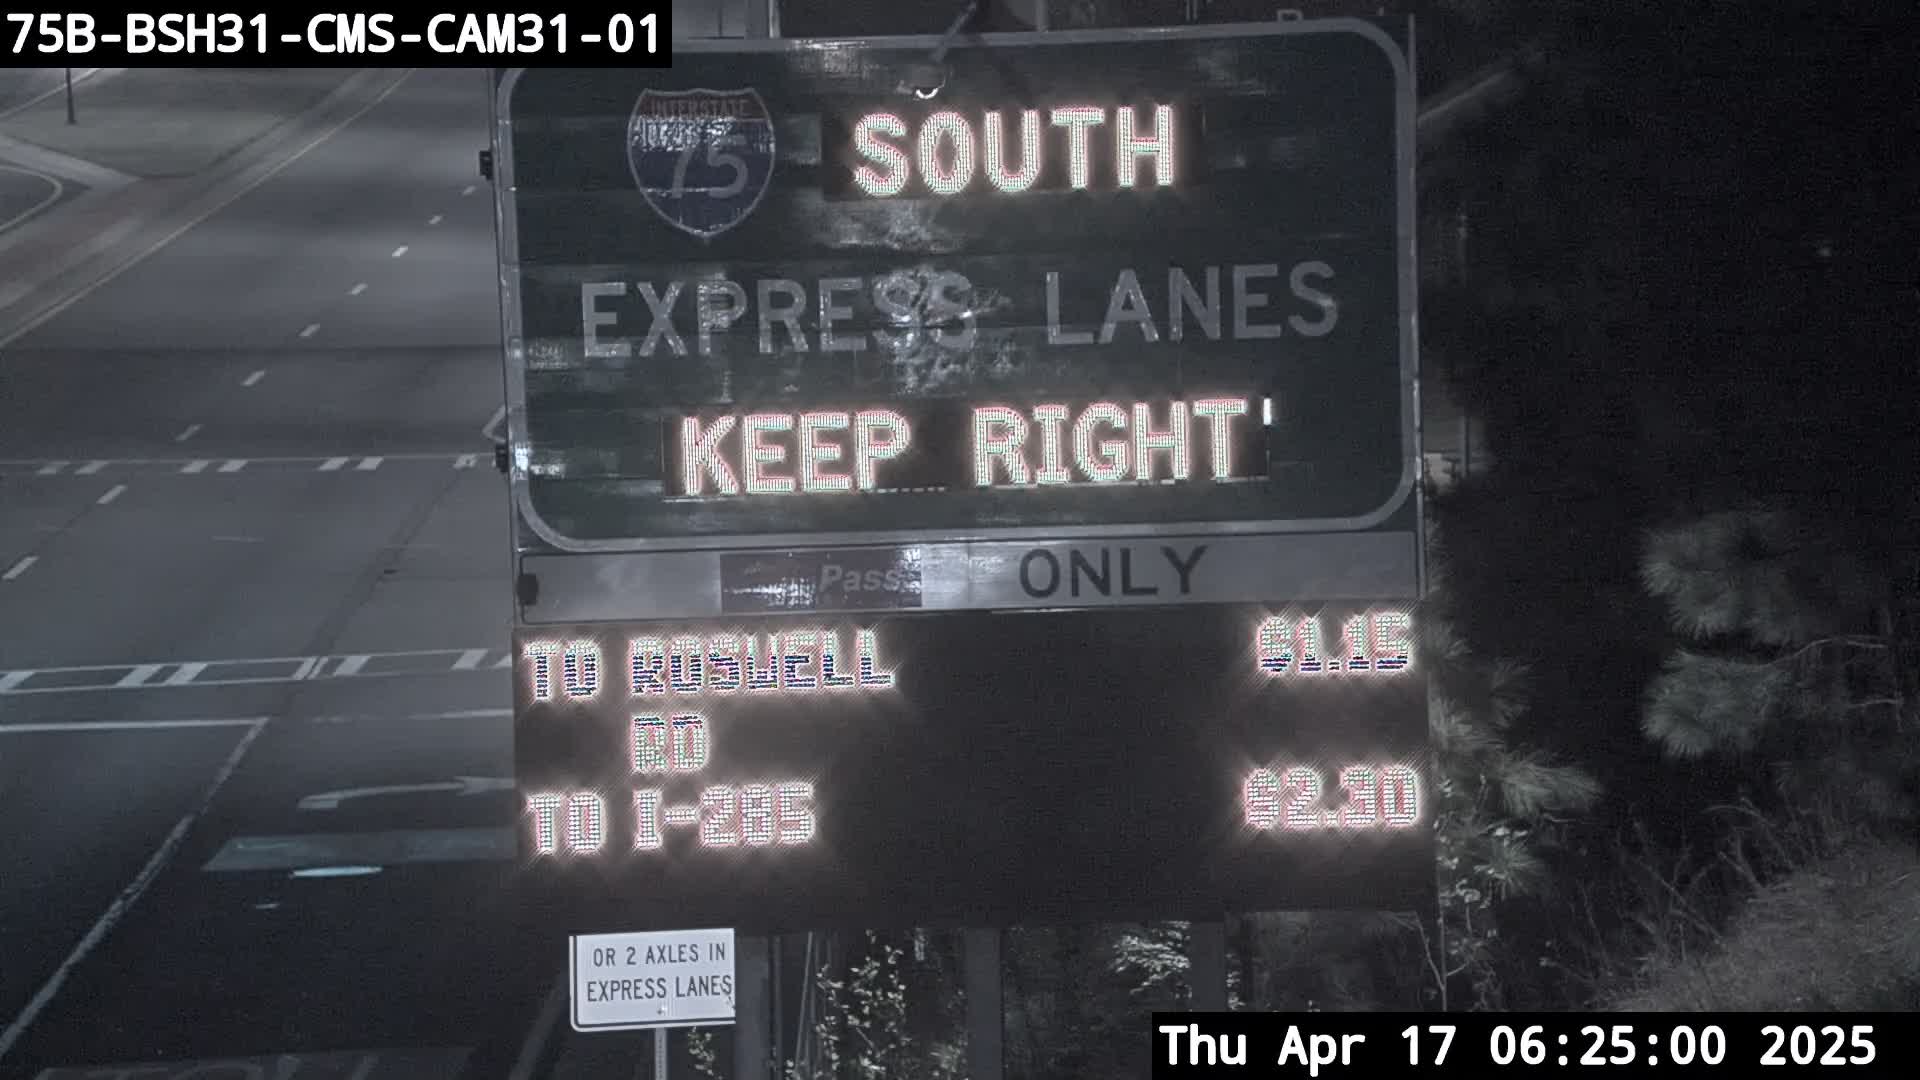 75B-BSH31-CMS-CAM31-01
INTERSTATE
75
SOUTH
EXPRESS LANES
KEEP RIGHT
Pass
ONLY
TO ROSWELL $1.15
RD
TO I-285 $2.30
OR 2 AXLES IN
EXPRESS LANES
Thu Apr 17 06:25:00 2025